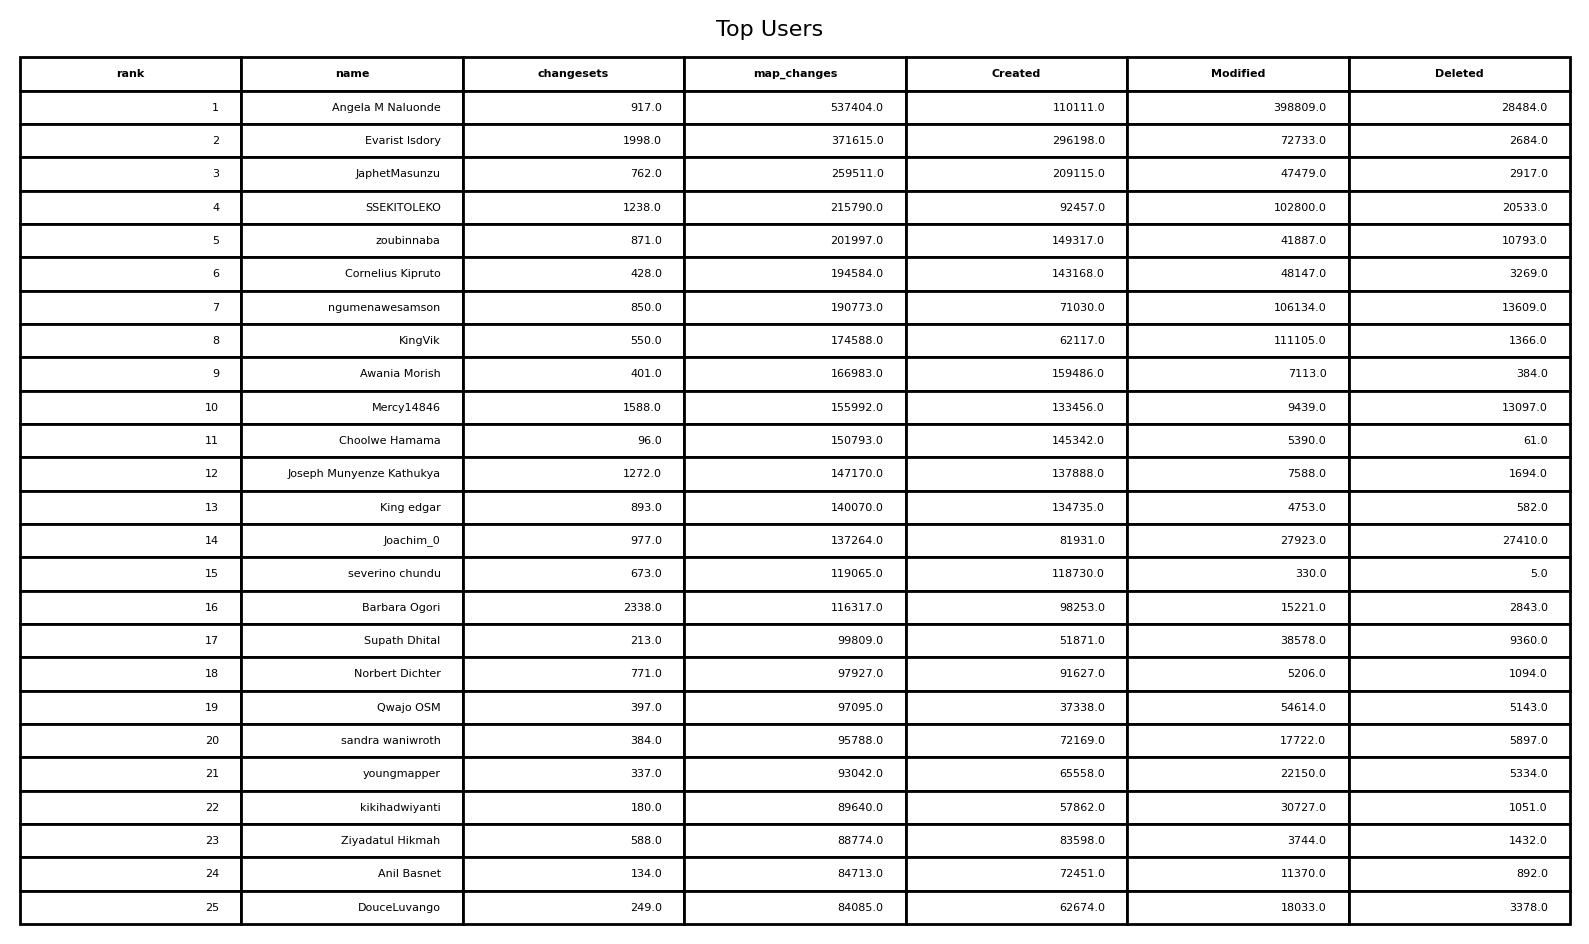 Top Users
rank name changesets map_changes Created Modified Deleted
1 Angela M Naluonde 917.0 537404.0 110111.0 398809.0 28484.0
2 Evarist Isdory 1998.0 371615.0 296198.0 72733.0 2684.0
3 JaphetMasunzu 762.0 259511.0 209115.0 47479.0 2917.0
4 SSEKITOLEKO 1238.0 215790.0 92457.0 102800.0 20533.0
5 zoubinnaba 871.0 201997.0 149317.0 41887.0 10793.0
6 Cornelius Kipruto 428.0 194584.0 143168.0 48147.0 3269.0
7 ngumenawesamson 850.0 190773.0 71030.0 106134.0 13609.0
8 KingVik 550.0 174588.0 62117.0 111105.0 1366.0
9 Awania Morish 401.0 166983.0 159486.0 7113.0 384.0
10 Mercy14846 1588.0 155992.0 133456.0 9439.0 13097.0
11 Choolwe Hamama 96.0 150793.0 145342.0 5390.0 61.0
12 Joseph Munyenze Kathukya 1272.0 147170.0 137888.0 7588.0 1694.0
13 King edgar 893.0 140070.0 134735.0 4753.0 582.0
14 Joachim_0 977.0 137264.0 81931.0 27923.0 27410.0
15 severino chundu 673.0 119065.0 118730.0 330.0 5.0
16 Barbara Ogori 2338.0 116317.0 98253.0 15221.0 2843.0
17 Supath Dhital 213.0 99809.0 51871.0 38578.0 9360.0
18 Norbert Dichter 771.0 97927.0 91627.0 5206.0 1094.0
19 Qwajo OSM 397.0 97095.0 37338.0 54614.0 5143.0
20 sandra waniwroth 384.0 95788.0 72169.0 17722.0 5897.0
21 youngmapper 337.0 93042.0 65558.0 22150.0 5334.0
22 kikihadwiyanti 180.0 89640.0 57862.0 30727.0 1051.0
23 Ziyadatul Hikmah 588.0 88774.0 83598.0 3744.0 1432.0
24 Anil Basnet 134.0 84713.0 72451.0 11370.0 892.0
25 DouceLuvango 249.0 84085.0 62674.0 18033.0 3378.0